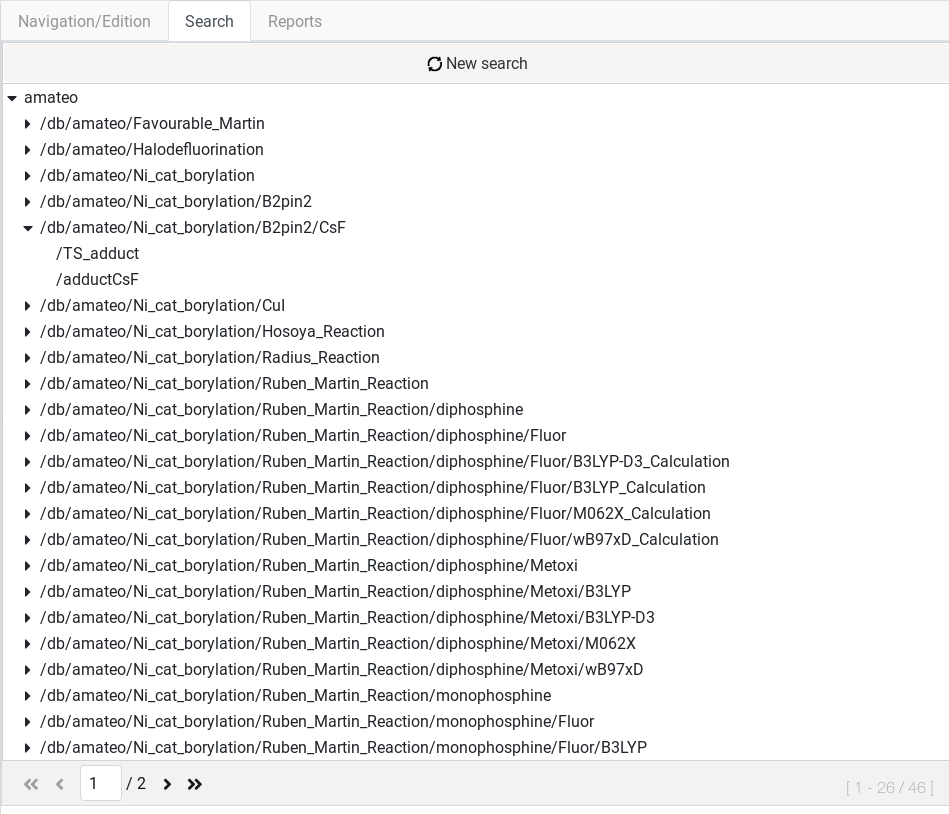 Navigation/Edition Search Reports
New search
amateo
/db/amateo/Favourable_Martin
/db/amateo/Halodefluorination
/db/amateo/Ni_cat_borylation
/db/amateo/Ni_cat_borylation/B2pin2
/db/amateo/Ni_cat_borylation/B2pin2/CsF
/TS_adduct
/adductCsF
/db/amateo/Ni_cat_borylation/CuI
/db/amateo/Ni_cat_borylation/Hosoya_Reaction
/db/amateo/Ni_cat_borylation/Radius_Reaction
/db/amateo/Ni_cat_borylation/Ruben_Martin_Reaction
/db/amateo/Ni_cat_borylation/Ruben_Martin_Reaction/diphosphine
/db/amateo/Ni_cat_borylation/Ruben_Martin_Reaction/diphosphine/Fluor
/db/amateo/Ni_cat_borylation/Ruben_Martin_Reaction/diphosphine/Fluor/B3LYP-D3_Calculation
/db/amateo/Ni_cat_borylation/Ruben_Martin_Reaction/diphosphine/Fluor/B3LYP_Calculation
/db/amateo/Ni_cat_borylation/Ruben_Martin_Reaction/diphosphine/Fluor/M062X_Calculation
/db/amateo/Ni_cat_borylation/Ruben_Martin_Reaction/diphosphine/Fluor/wB97xD_Calculation
/db/amateo/Ni_cat_borylation/Ruben_Martin_Reaction/diphosphine/Metoxi
/db/amateo/Ni_cat_borylation/Ruben_Martin_Reaction/diphosphine/Metoxi/B3LYP
/db/amateo/Ni_cat_borylation/Ruben_Martin_Reaction/diphosphine/Metoxi/B3LYP-D3
/db/amateo/Ni_cat_borylation/Ruben_Martin_Reaction/diphosphine/Metoxi/M062X
/db/amateo/Ni_cat_borylation/Ruben_Martin_Reaction/diphosphine/Metoxi/wB97xD
/db/amateo/Ni_cat_borylation/Ruben_Martin_Reaction/monophosphine
/db/amateo/Ni_cat_borylation/Ruben_Martin_Reaction/monophosphine/Fluor
/db/amateo/Ni_cat_borylation/Ruben_Martin_Reaction/monophosphine/Fluor/B3LYP
1 / 2 [ 1 - 26 / 46 ]